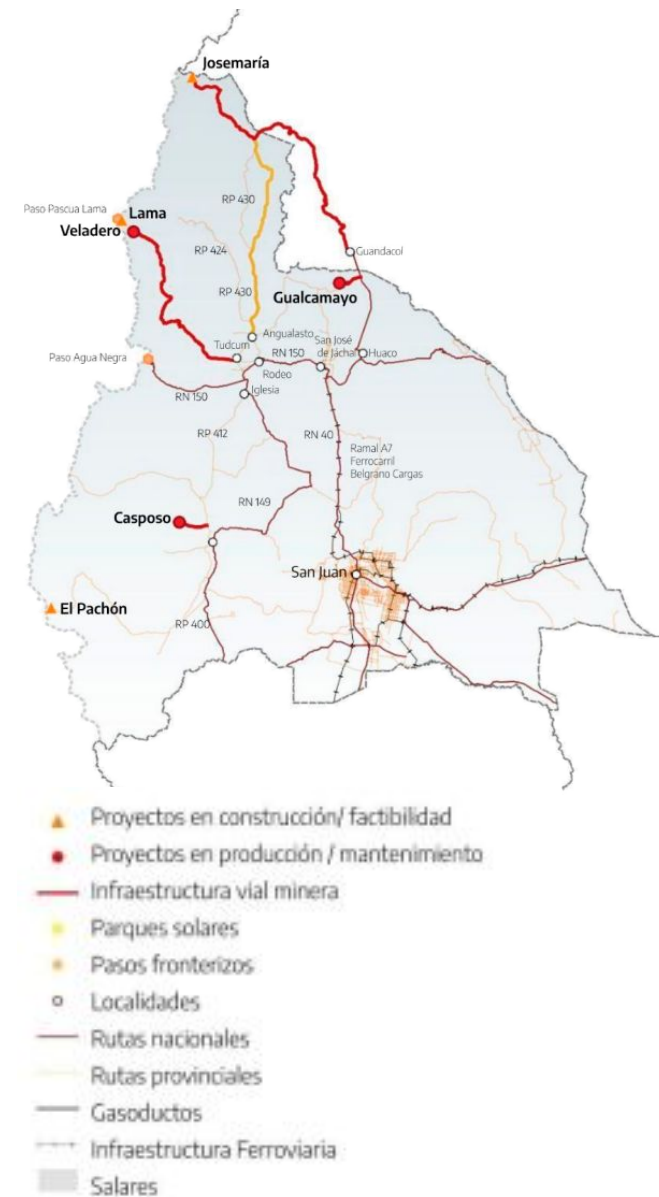 Josemaría
RP 430
Paso Pascua Lama
Lama
Veladero
RP 424
Guandacol
RP 430
Gualcamayo
Angualasto
Tudcum
San José
de Jáchal
Huaco
RN 150
Paso Agua Negra
Rodeo
RN 150
Iglesia
RP 412
RN 40
Ramal A7
Ferrocarril
Belgrano Cargas
RN 149
Casposo
San Juan
El Pachón
RP 400
Proyectos en construcción/ factibilidad
Proyectos en producción / mantenimiento
Infraestructura vial minera
Parques solares
Pasos fronterizos
Localidades
Rutas nacionales
Rutas provinciales
Gasoductos
Infraestructura Ferroviaria
Salares